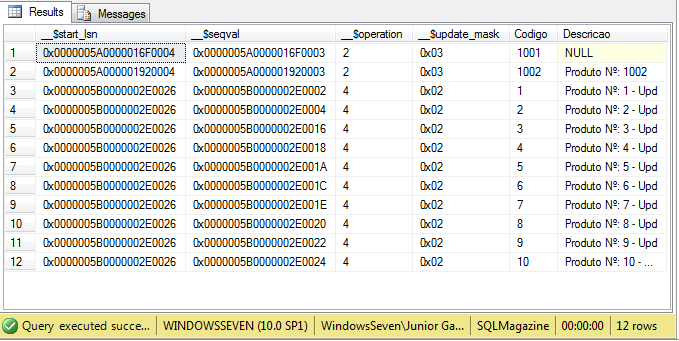 Results Messages
__$start_lsn __$seqval __$operation __$update_mask Codigo Descricao
1 0x0000005A0000016F0004 0x0000005A0000016F0003 2 0x03 1001 NULL
2 0x0000005A000001920004 0x0000005A000001920003 2 0x03 1002 Produto Nº: 1002
3 0x0000005B0000002E0026 0x0000005B0000002E0002 4 0x02 1 Produto Nº: 1 - Upd
4 0x0000005B0000002E0026 0x0000005B0000002E0004 4 0x02 2 Produto Nº: 2 - Upd
5 0x0000005B0000002E0026 0x0000005B0000002E0016 4 0x02 3 Produto Nº: 3 - Upd
6 0x0000005B0000002E0026 0x0000005B0000002E0018 4 0x02 4 Produto Nº: 4 - Upd
7 0x0000005B0000002E0026 0x0000005B0000002E001A 4 0x02 5 Produto Nº: 5 - Upd
8 0x0000005B0000002E0026 0x0000005B0000002E001C 4 0x02 6 Produto Nº: 6 - Upd
9 0x0000005B0000002E0026 0x0000005B0000002E001E 4 0x02 7 Produto Nº: 7 - Upd
10 0x0000005B0000002E0026 0x0000005B0000002E0020 4 0x02 8 Produto Nº: 8 - Upd
11 0x0000005B0000002E0026 0x0000005B0000002E0022 4 0x02 9 Produto Nº: 9 - Upd
12 0x0000005B0000002E0026 0x0000005B0000002E0024 4 0x02 10 Produto Nº: 10 - ...
Query executed succe... WINDOWSSEVEN (10.0 SP1) WindowsSeven\Junior Ga... SQLMagazine 00:00:00 12 rows